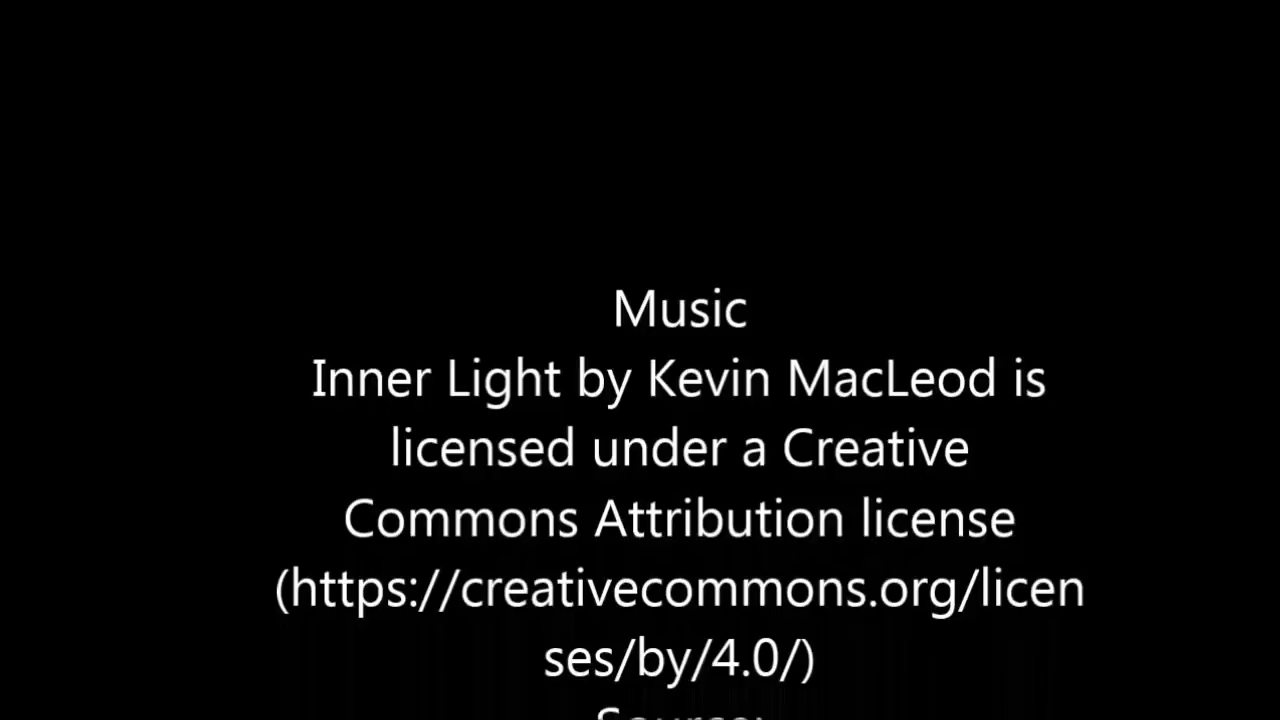 Music
Inner Light by Kevin MacLeod is
licensed under a Creative
Commons Attribution license
(https://creativecommons.org/licen
ses/by/4.0/)
Source: